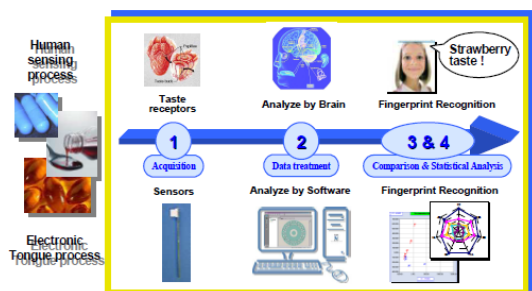 Human
sensing
process
Taste
receptors
Analyze by Brain
Fingerprint Recognition
Strawberry
taste !
1
2
3 & 4
Acquisition
Data treatment
Comparison & Statistical Analysis
Sensors
Analyze by Software
Fingerprint Recognition
Electronic
Tongue process